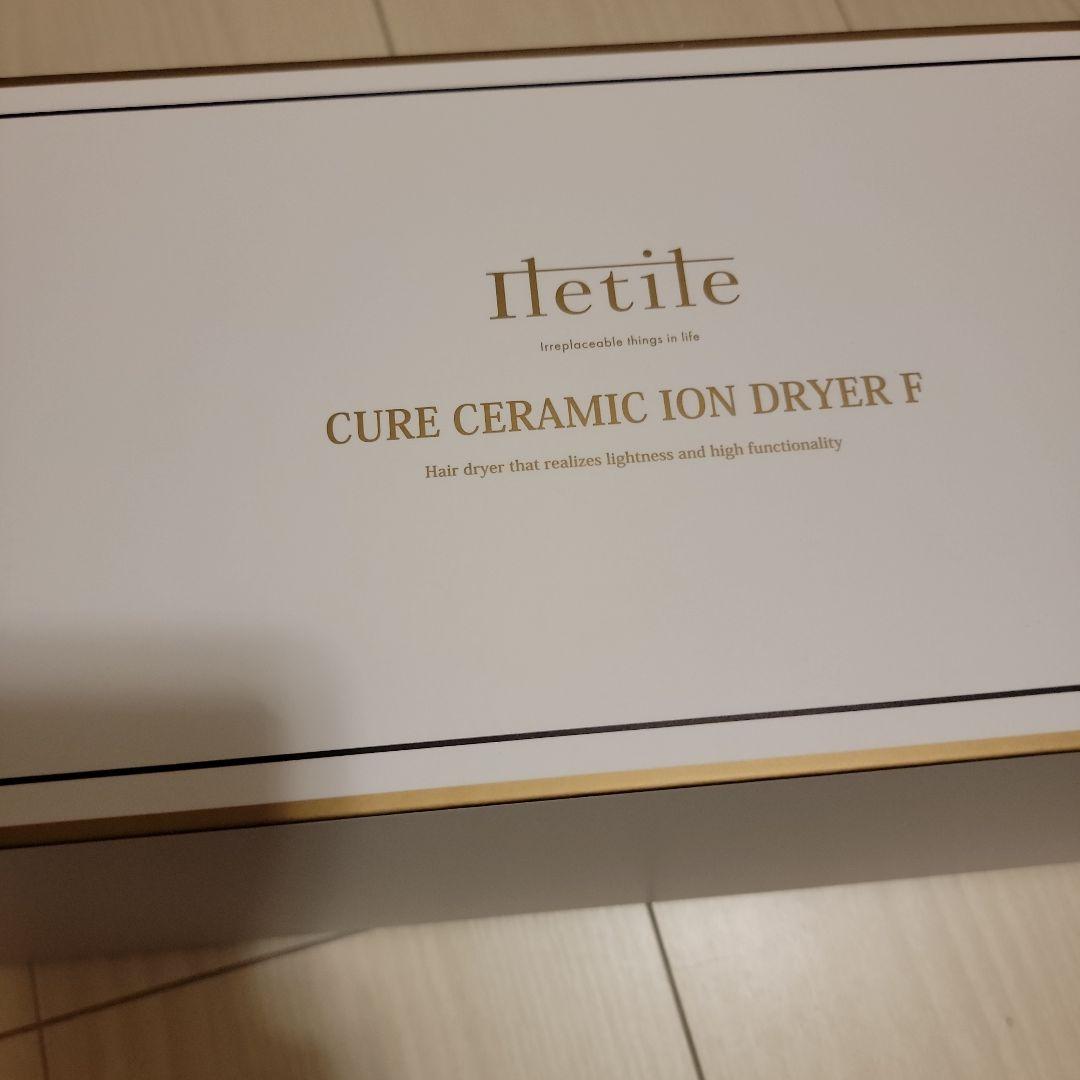 Iletile
Irreplaceable things in life
CURE CERAMIC ION DRYER F
Hair dryer that realizes lightness and high functionality